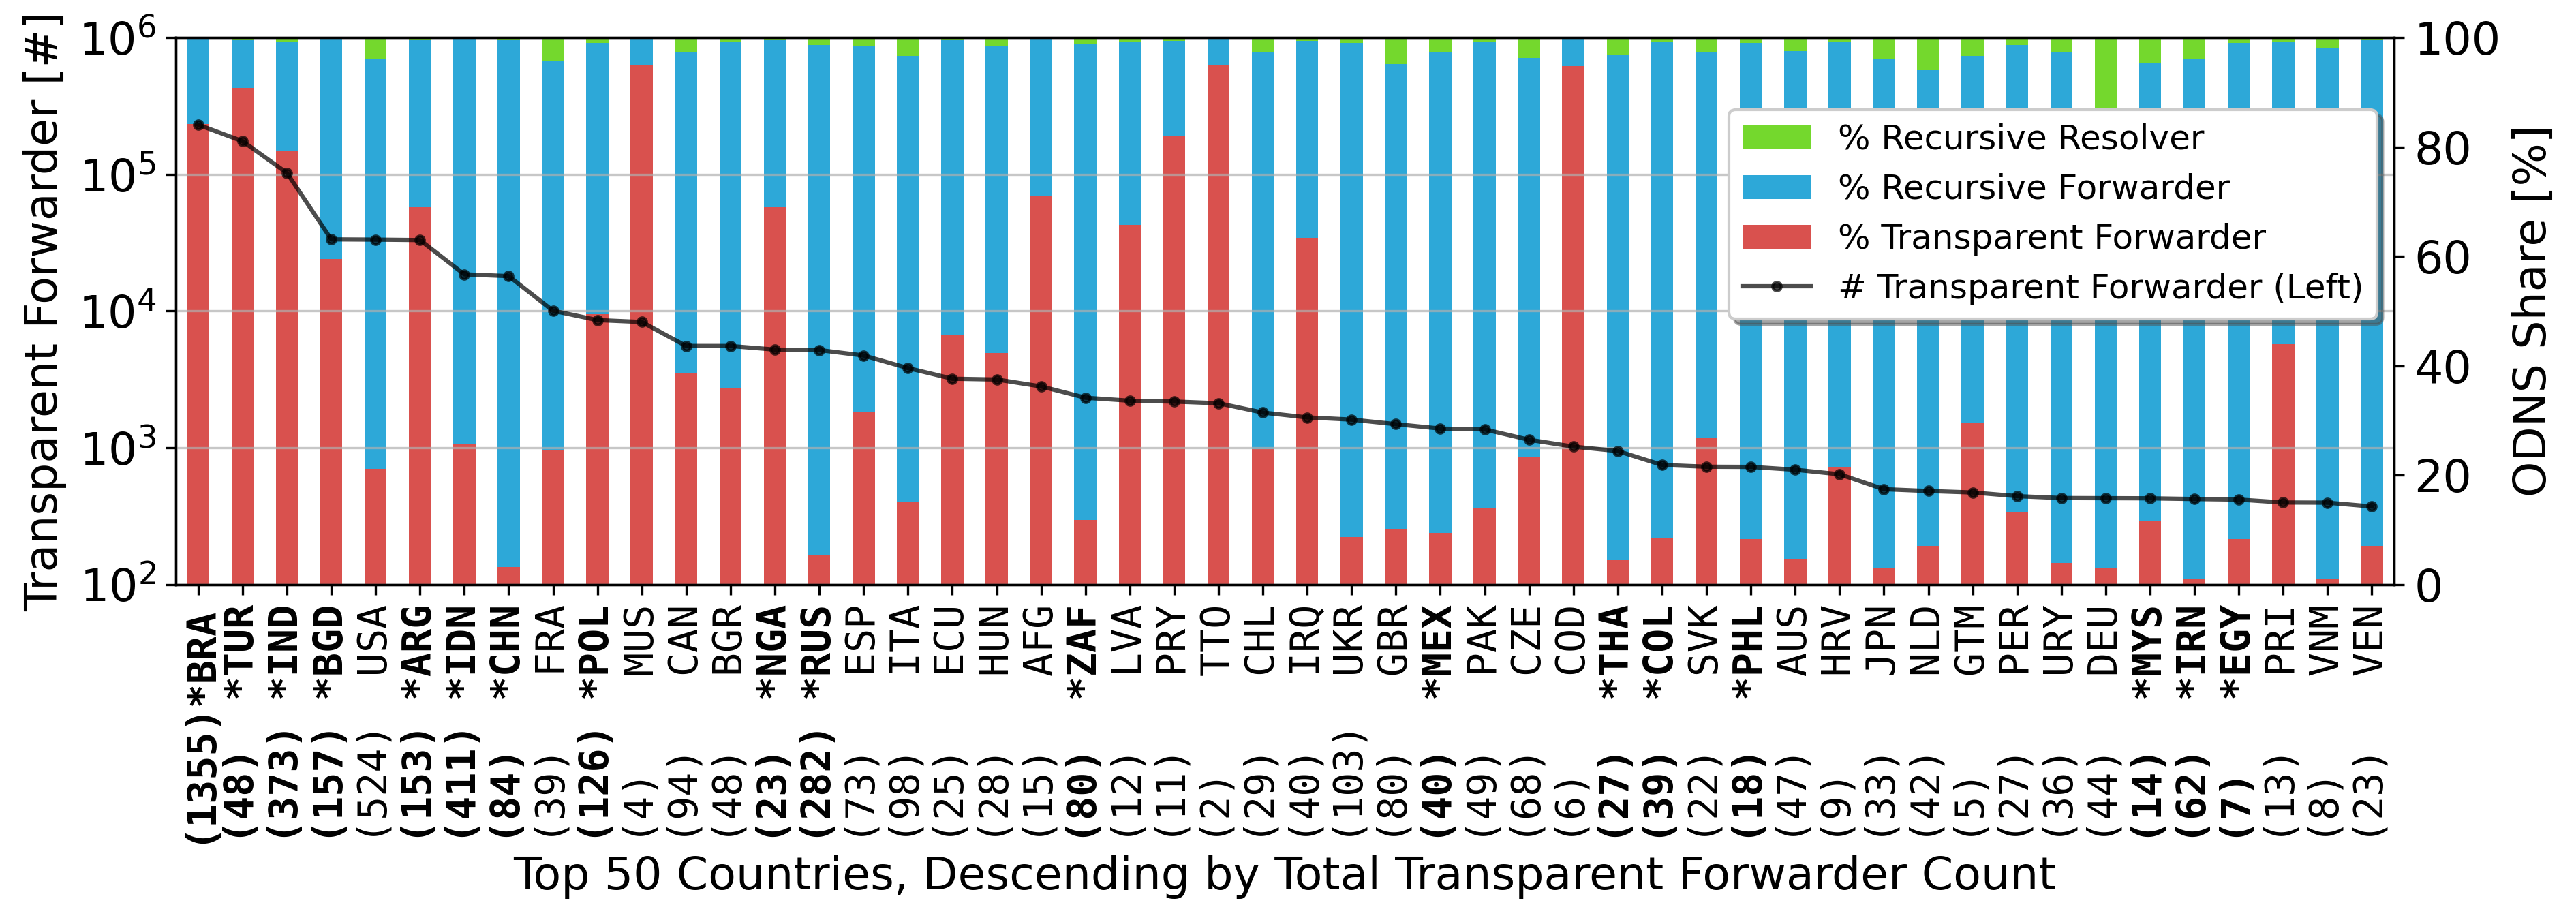 Transparent Forwarder [#]
10^6
10^5
10^4
10^3
10^2
100
80
60
40
20
0
ODNS Share [%]
% Recursive Resolver
% Recursive Forwarder
% Transparent Forwarder
# Transparent Forwarder (Left)
(1355)*BRA
(48) *TUR
(373) *IND
(157) *BGD
(524) USA
(153) *ARG
(411) *IDN
(84) *CHN
(39) FRA
(126) *POL
(4) MUS
(94) CAN
(48) BGR
(23) *NGA
(282) *RUS
(73) ESP
(98) ITA
(25) ECU
(28) HUN
(15) AFG
(80) *ZAF
(12) LVA
(11) PRY
(2) TTO
(29) CHL
(40) IRQ
(103) UKR
(80) GBR
(40) *MEX
(49) PAK
(68) CZE
(6) COD
(27) *THA
(39) *COL
(22) SVK
(18) *PHL
(47) AUS
(9) HRV
(33) JPN
(42) NLD
(5) GTM
(27) PER
(36) URY
(44) DEU
(14) *MYS
(62) *IRN
(7) *EGY
(13) PRI
(8) VNM
(23) VEN
Top 50 Countries, Descending by Total Transparent Forwarder Count